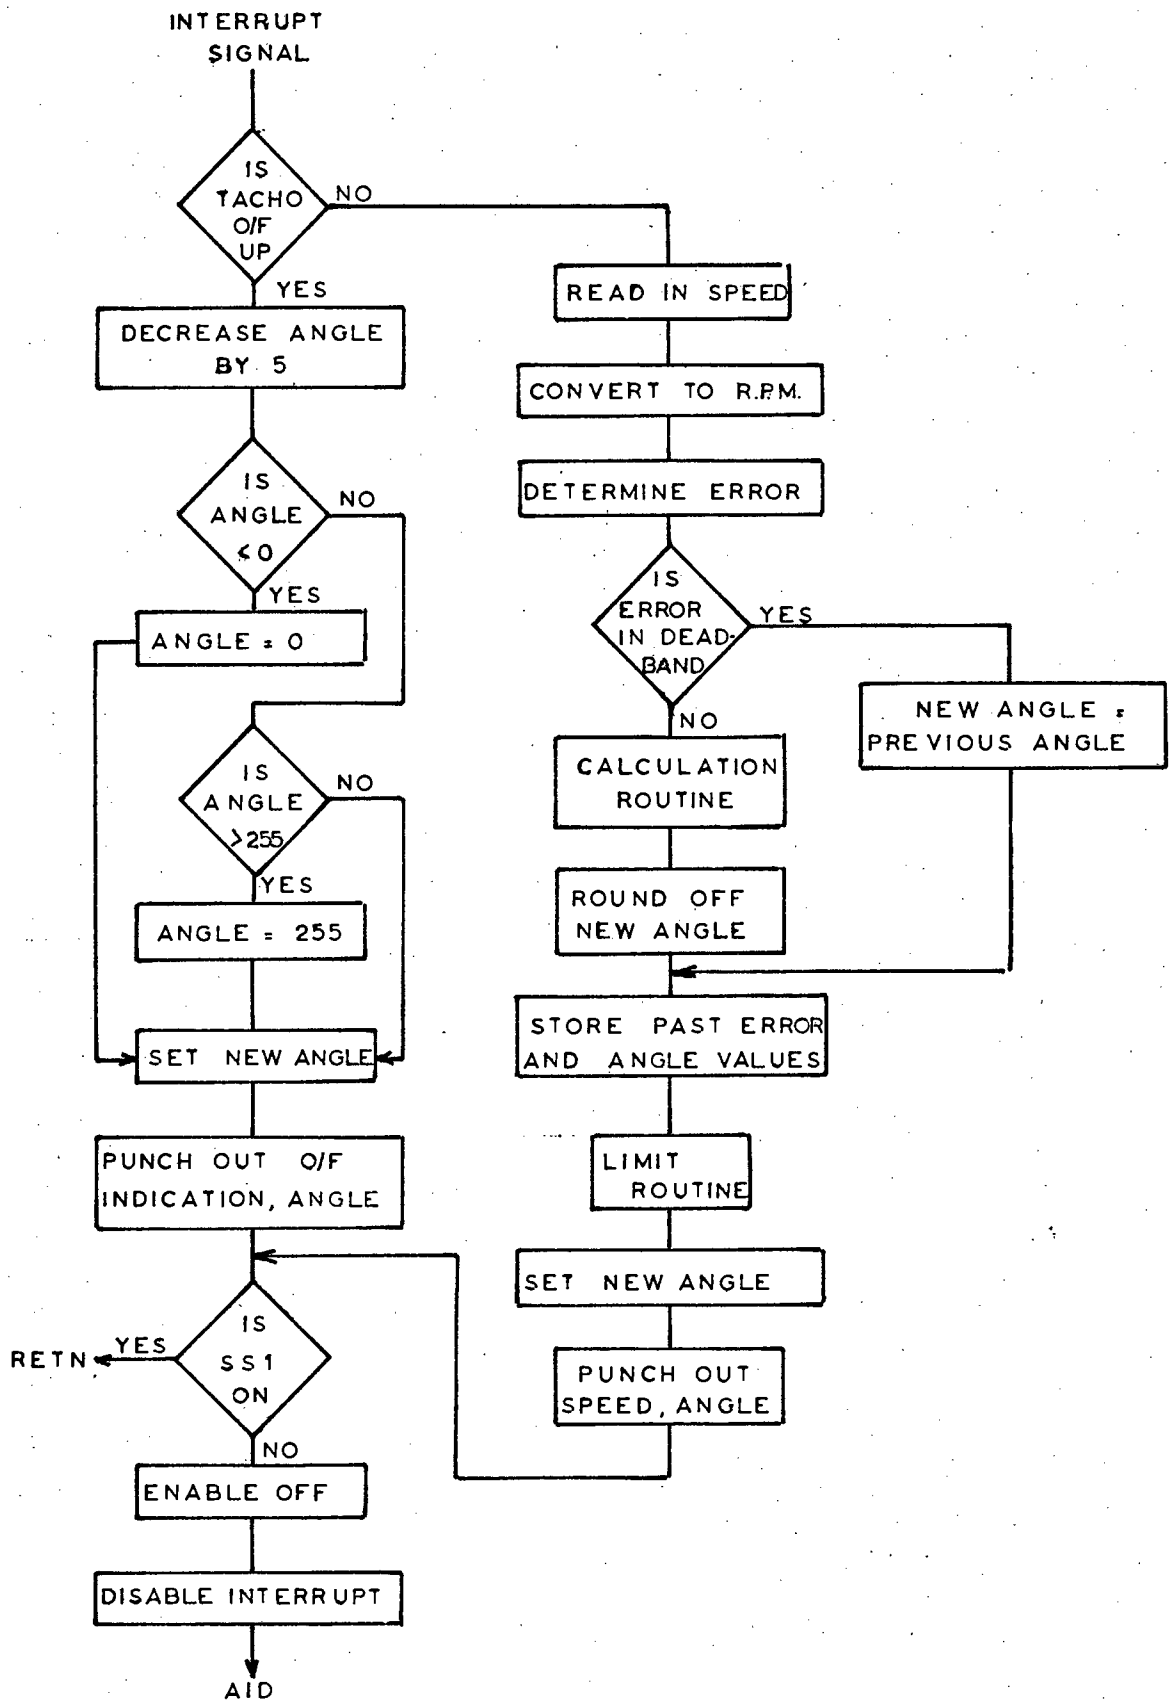 INTERRUPT
SIGNAL
IS
TACHO
O/F
UP
NO
YES
DECREASE ANGLE
BY 5
IS
ANGLE
<0
NO
YES
ANGLE = 0
IS
ANGLE
>255
NO
YES
ANGLE = 255
SET NEW ANGLE
PUNCH OUT O/F
INDICATION, ANGLE
IS
SS1
ON
YES
RETN
NO
ENABLE OFF
DISABLE INTERRUPT
AID
READ IN SPEED
CONVERT TO R.P.M.
DETERMINE ERROR
IS
ERROR
IN DEAD-
BAND
YES
NO
NEW ANGLE =
PREVIOUS ANGLE
CALCULATION
ROUTINE
ROUND OFF
NEW ANGLE
STORE PAST ERROR
AND ANGLE VALUES
LIMIT
ROUTINE
SET NEW ANGLE
PUNCH OUT
SPEED, ANGLE